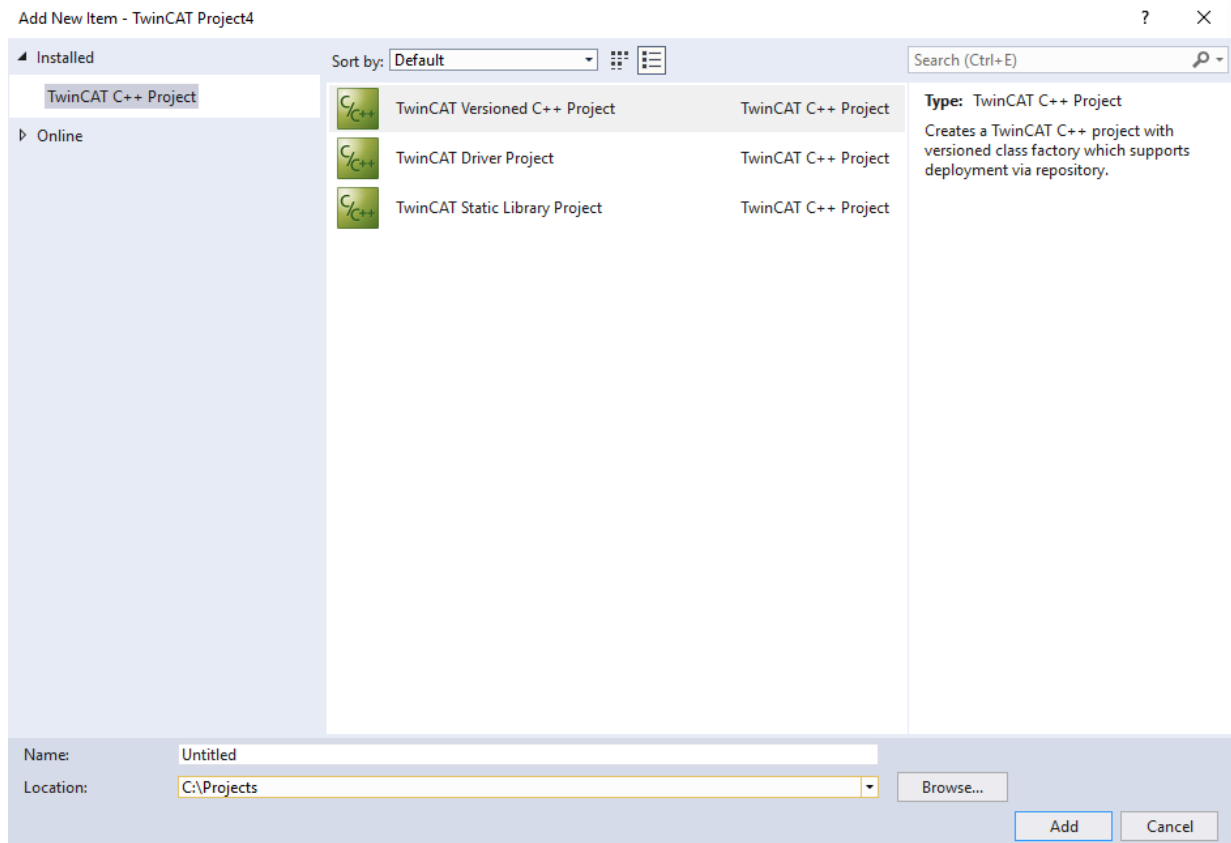 Add New Item - TwinCAT Project4
?
Installed
TwinCAT C++ Project
Online
Sort by: Default
Search (Ctrl+E)
C/C++ TwinCAT Versioned C++ Project TwinCAT C++ Project
C/C++ TwinCAT Driver Project TwinCAT C++ Project
C/C++ TwinCAT Static Library Project TwinCAT C++ Project
Type: TwinCAT C++ Project
Creates a TwinCAT C++ project with
versioned class factory which supports
deployment via repository.
Name: Untitled
Location: C:\Projects
Browse...
Add Cancel